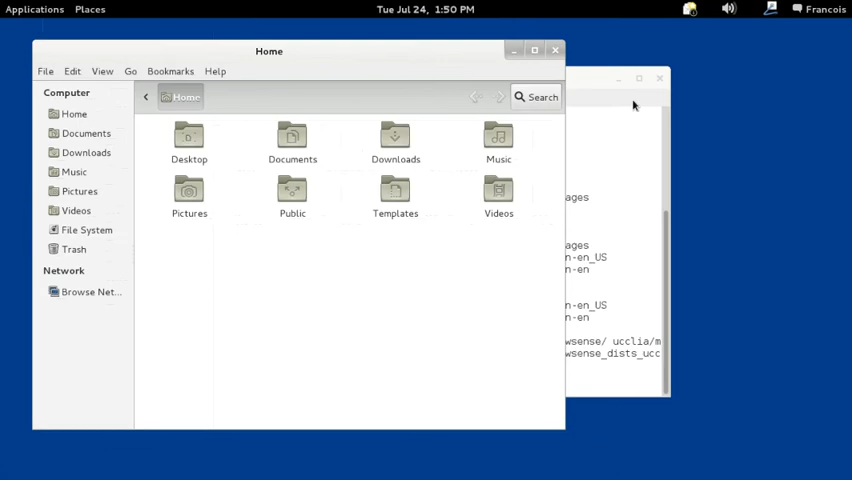 Applications Places Tue Jul 24, 1:50 PM Francois
Home
File Edit View Go Bookmarks Help
Computer
Home
Documents
Downloads
Music
Pictures
Videos
File System
Trash
Network
Browse Net...
Home Search
Desktop Documents Downloads Music
Pictures Public Templates Videos
ages
ages
n-en_US
n-en
n-en_US
n-en
wsense/ ucclia/m
wsense_dists_ucc